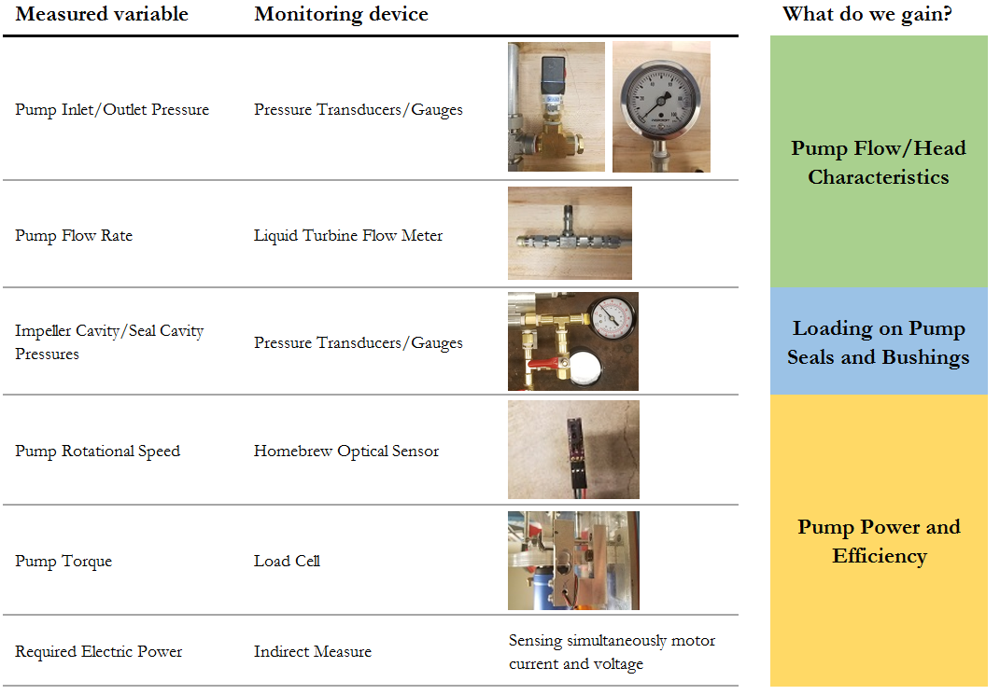 Measured variable
Monitoring device
What do we gain?
Pump Inlet/Outlet Pressure
Pressure Transducers/Gauges
Pump Flow/Head
Characteristics
Pump Flow Rate
Liquid Turbine Flow Meter
Impeller Cavity/Seal Cavity
Pressures
Pressure Transducers/Gauges
Loading on Pump
Seals and Bushings
Pump Rotational Speed
Homebrew Optical Sensor
Pump Power and
Efficiency
Pump Torque
Load Cell
Required Electric Power
Indirect Measure
Sensing simultaneously motor
current and voltage